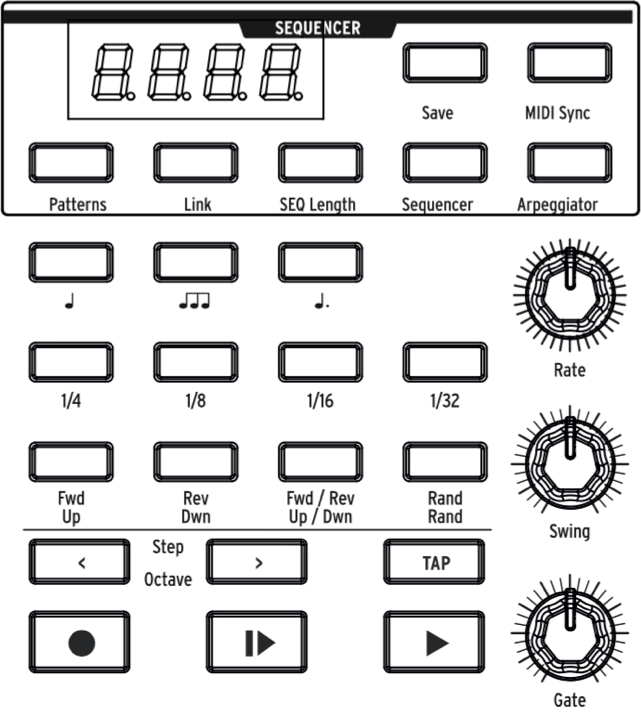 SEQUENCER
8.8.8.8.
Save MIDI Sync
Patterns Link SEQ Length Sequencer Arpeggiator
Rate
1/4 1/8 1/16 1/32
Fwd Rev Fwd / Rev Rand
Up Dwn Up / Dwn Rand
Swing
< Step > TAP
Octave
Gate